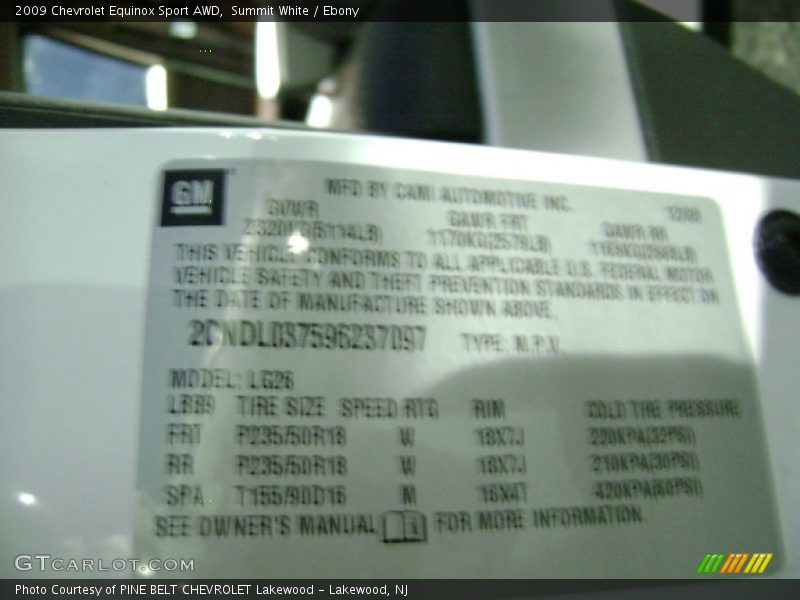 2009 Chevrolet Equinox Sport AWD, Summit White / Ebony
GM
MFD BY CAMI AUTOMOTIVE INC.
GVWR GAWR FRT GAWR RR
2320KG(5114LB) 1170KG(2579LB)
THIS VEHICLE CONFORMS TO ALL APPLICABLE U.S. FEDERAL MOTOR
VEHICLE SAFETY AND THEFT PREVENTION STANDARDS IN EFFECT ON
THE DATE OF MANUFACTURE SHOWN ABOVE.
2CNDL037596237097 TYPE: M.P.V.
MODEL: LG26
TIRE SIZE SPEED RTG RIM COLD TIRE PRESSURE
FRT P235/50R18 W 18X7J 220KPA(32PSI)
RR P235/50R18 W 18X7J 210KPA(30PSI)
SPA T155/90D16 M 16X4T 420KPA(60PSI)
SEE OWNER'S MANUAL FOR MORE INFORMATION.
GTCARLOT.COM
Photo Courtesy of PINE BELT CHEVROLET Lakewood - Lakewood, NJ